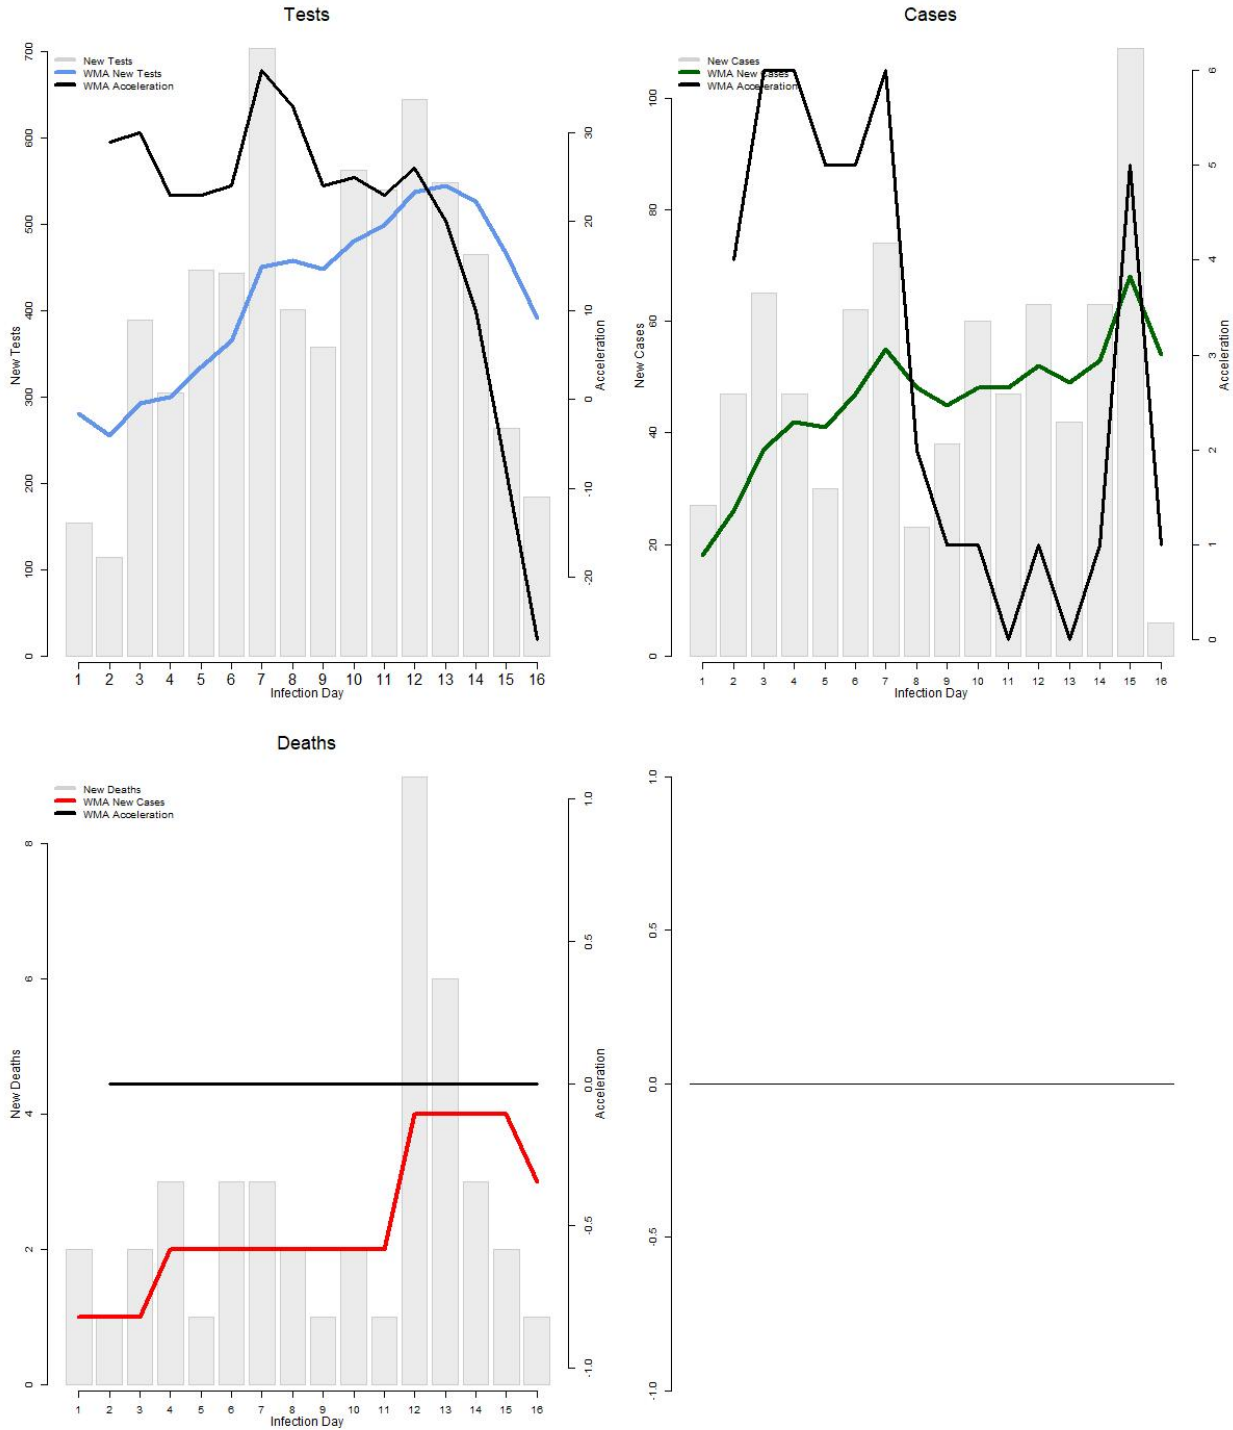 Tests
New Tests
WMA New Tests
WMA Acceleration
700
600
500
400
300
200
100
0
New Tests
30
20
10
0
-10
-20
Acceleration
1 2 3 4 5 6 7 8 9 10 11 12 13 14 15 16
Infection Day
Cases
New Cases
WMA New Cases
WMA Acceleration
100
80
60
40
20
0
New Cases
6
5
4
3
2
1
0
Acceleration
1 2 3 4 5 6 7 8 9 10 11 12 13 14 15 16
Infection Day
Deaths
New Deaths
WMA New Cases
WMA Acceleration
8
6
4
2
0
New Deaths
1.0
0.5
0.0
-0.5
-1.0
Acceleration
1 2 3 4 5 6 7 8 9 10 11 12 13 14 15 16
Infection Day
1.0
0.5
0.0
-0.5
-1.0